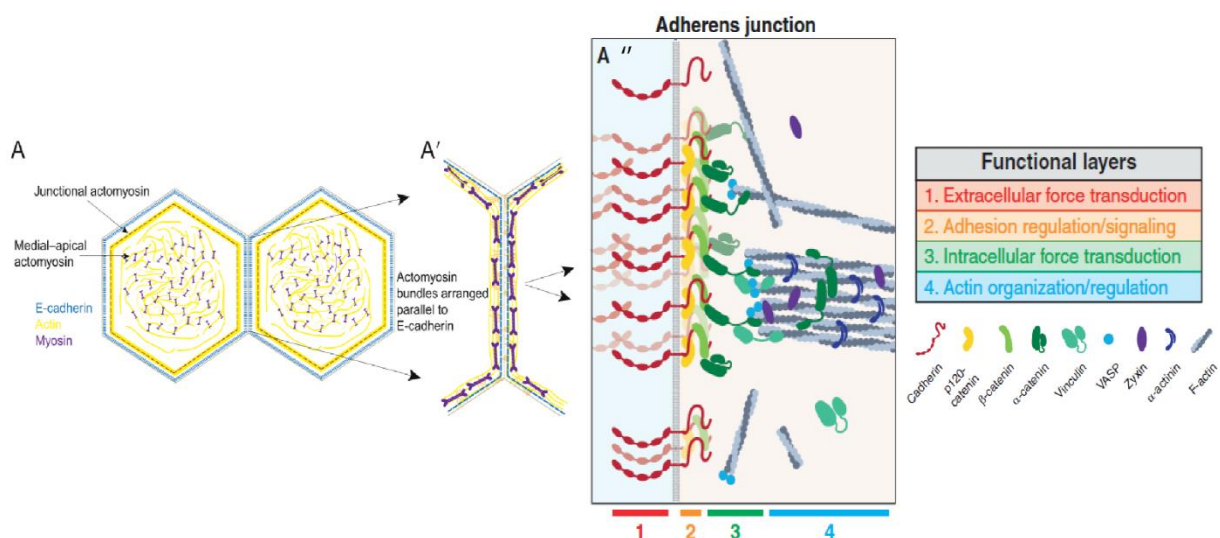 Adherens junction
A
Junctional actomyosin
Medial–apical
actomyosin
E-cadherin
Actin
Myosin
A'
Actomyosin
bundles arranged
parallel to
E-cadherin
A ''
1
2
3
4
Functional layers
1. Extracellular force transduction
2. Adhesion regulation/signaling
3. Intracellular force transduction
4. Actin organization/regulation
Cadherin
p120-
catenin
β-catenin
α-catenin
Vinculin
VASP
Zyxin
α-actinin
F-actin